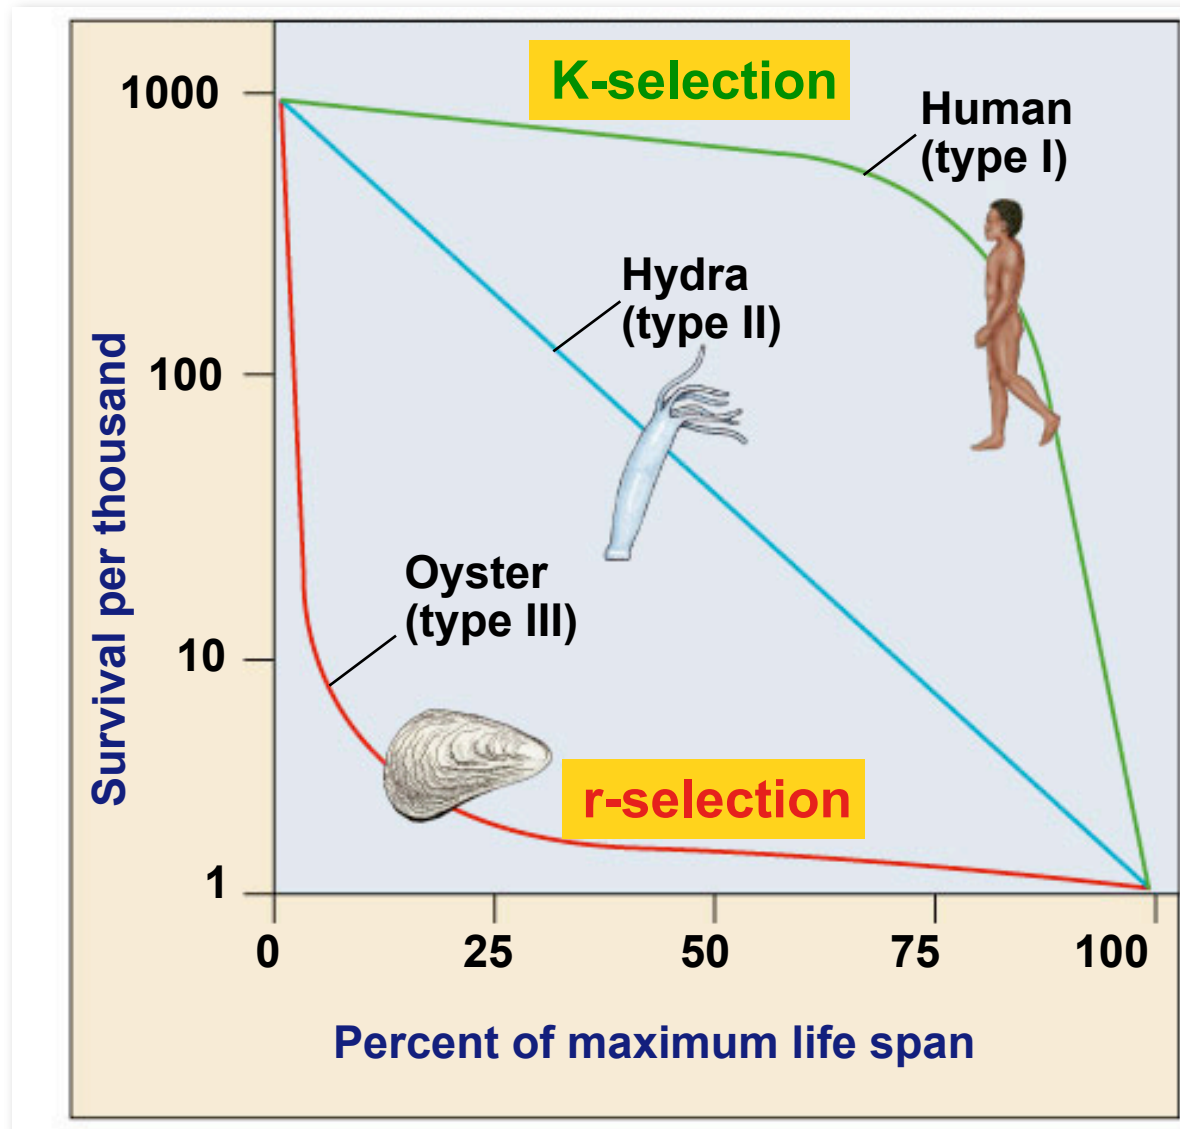 K-selection
1000
Human
(type I)
Hydra
(type II)
100
Survival per thousand
Oyster
(type III)
10
r-selection
1
0 25 50 75 100
Percent of maximum life span